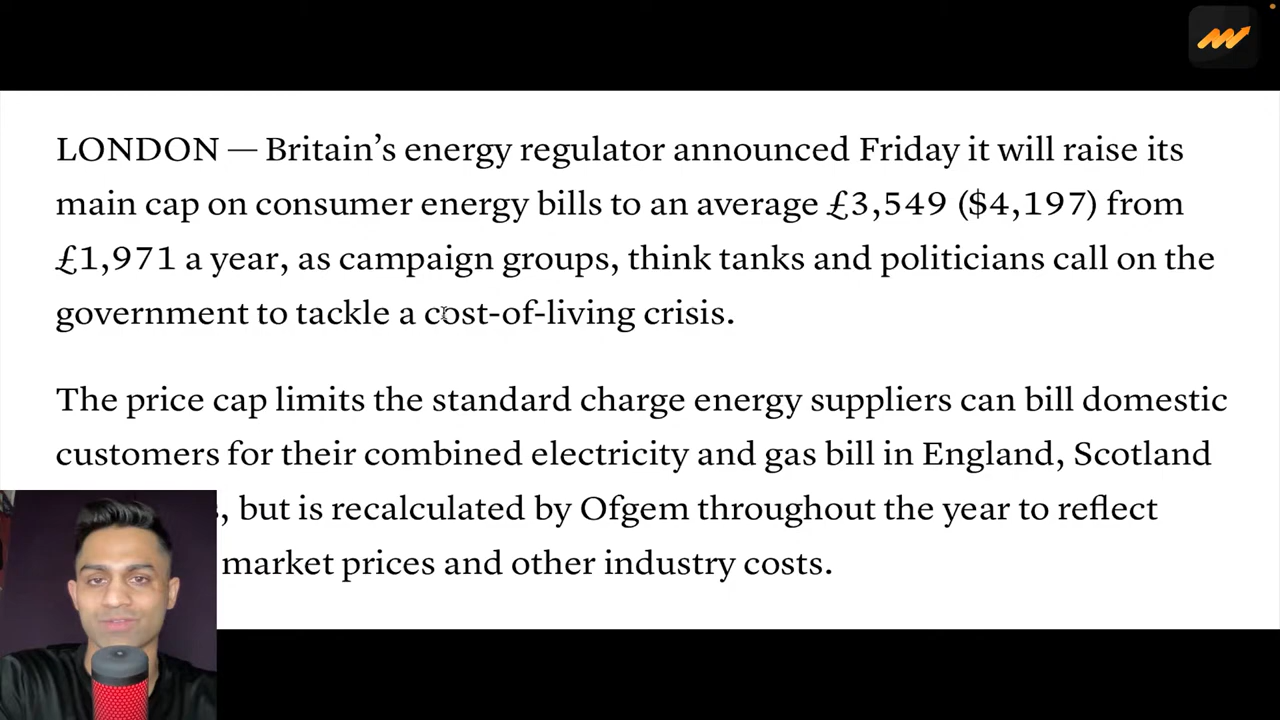 LONDON — Britain’s energy regulator announced Friday it will raise its
main cap on consumer energy bills to an average £3,549 ($4,197) from
£1,971 a year, as campaign groups, think tanks and politicians call on the
government to tackle a cost-of-living crisis.
The price cap limits the standard charge energy suppliers can bill domestic
customers for their combined electricity and gas bill in England, Scotland
, but is recalculated by Ofgem throughout the year to reflect
market prices and other industry costs.